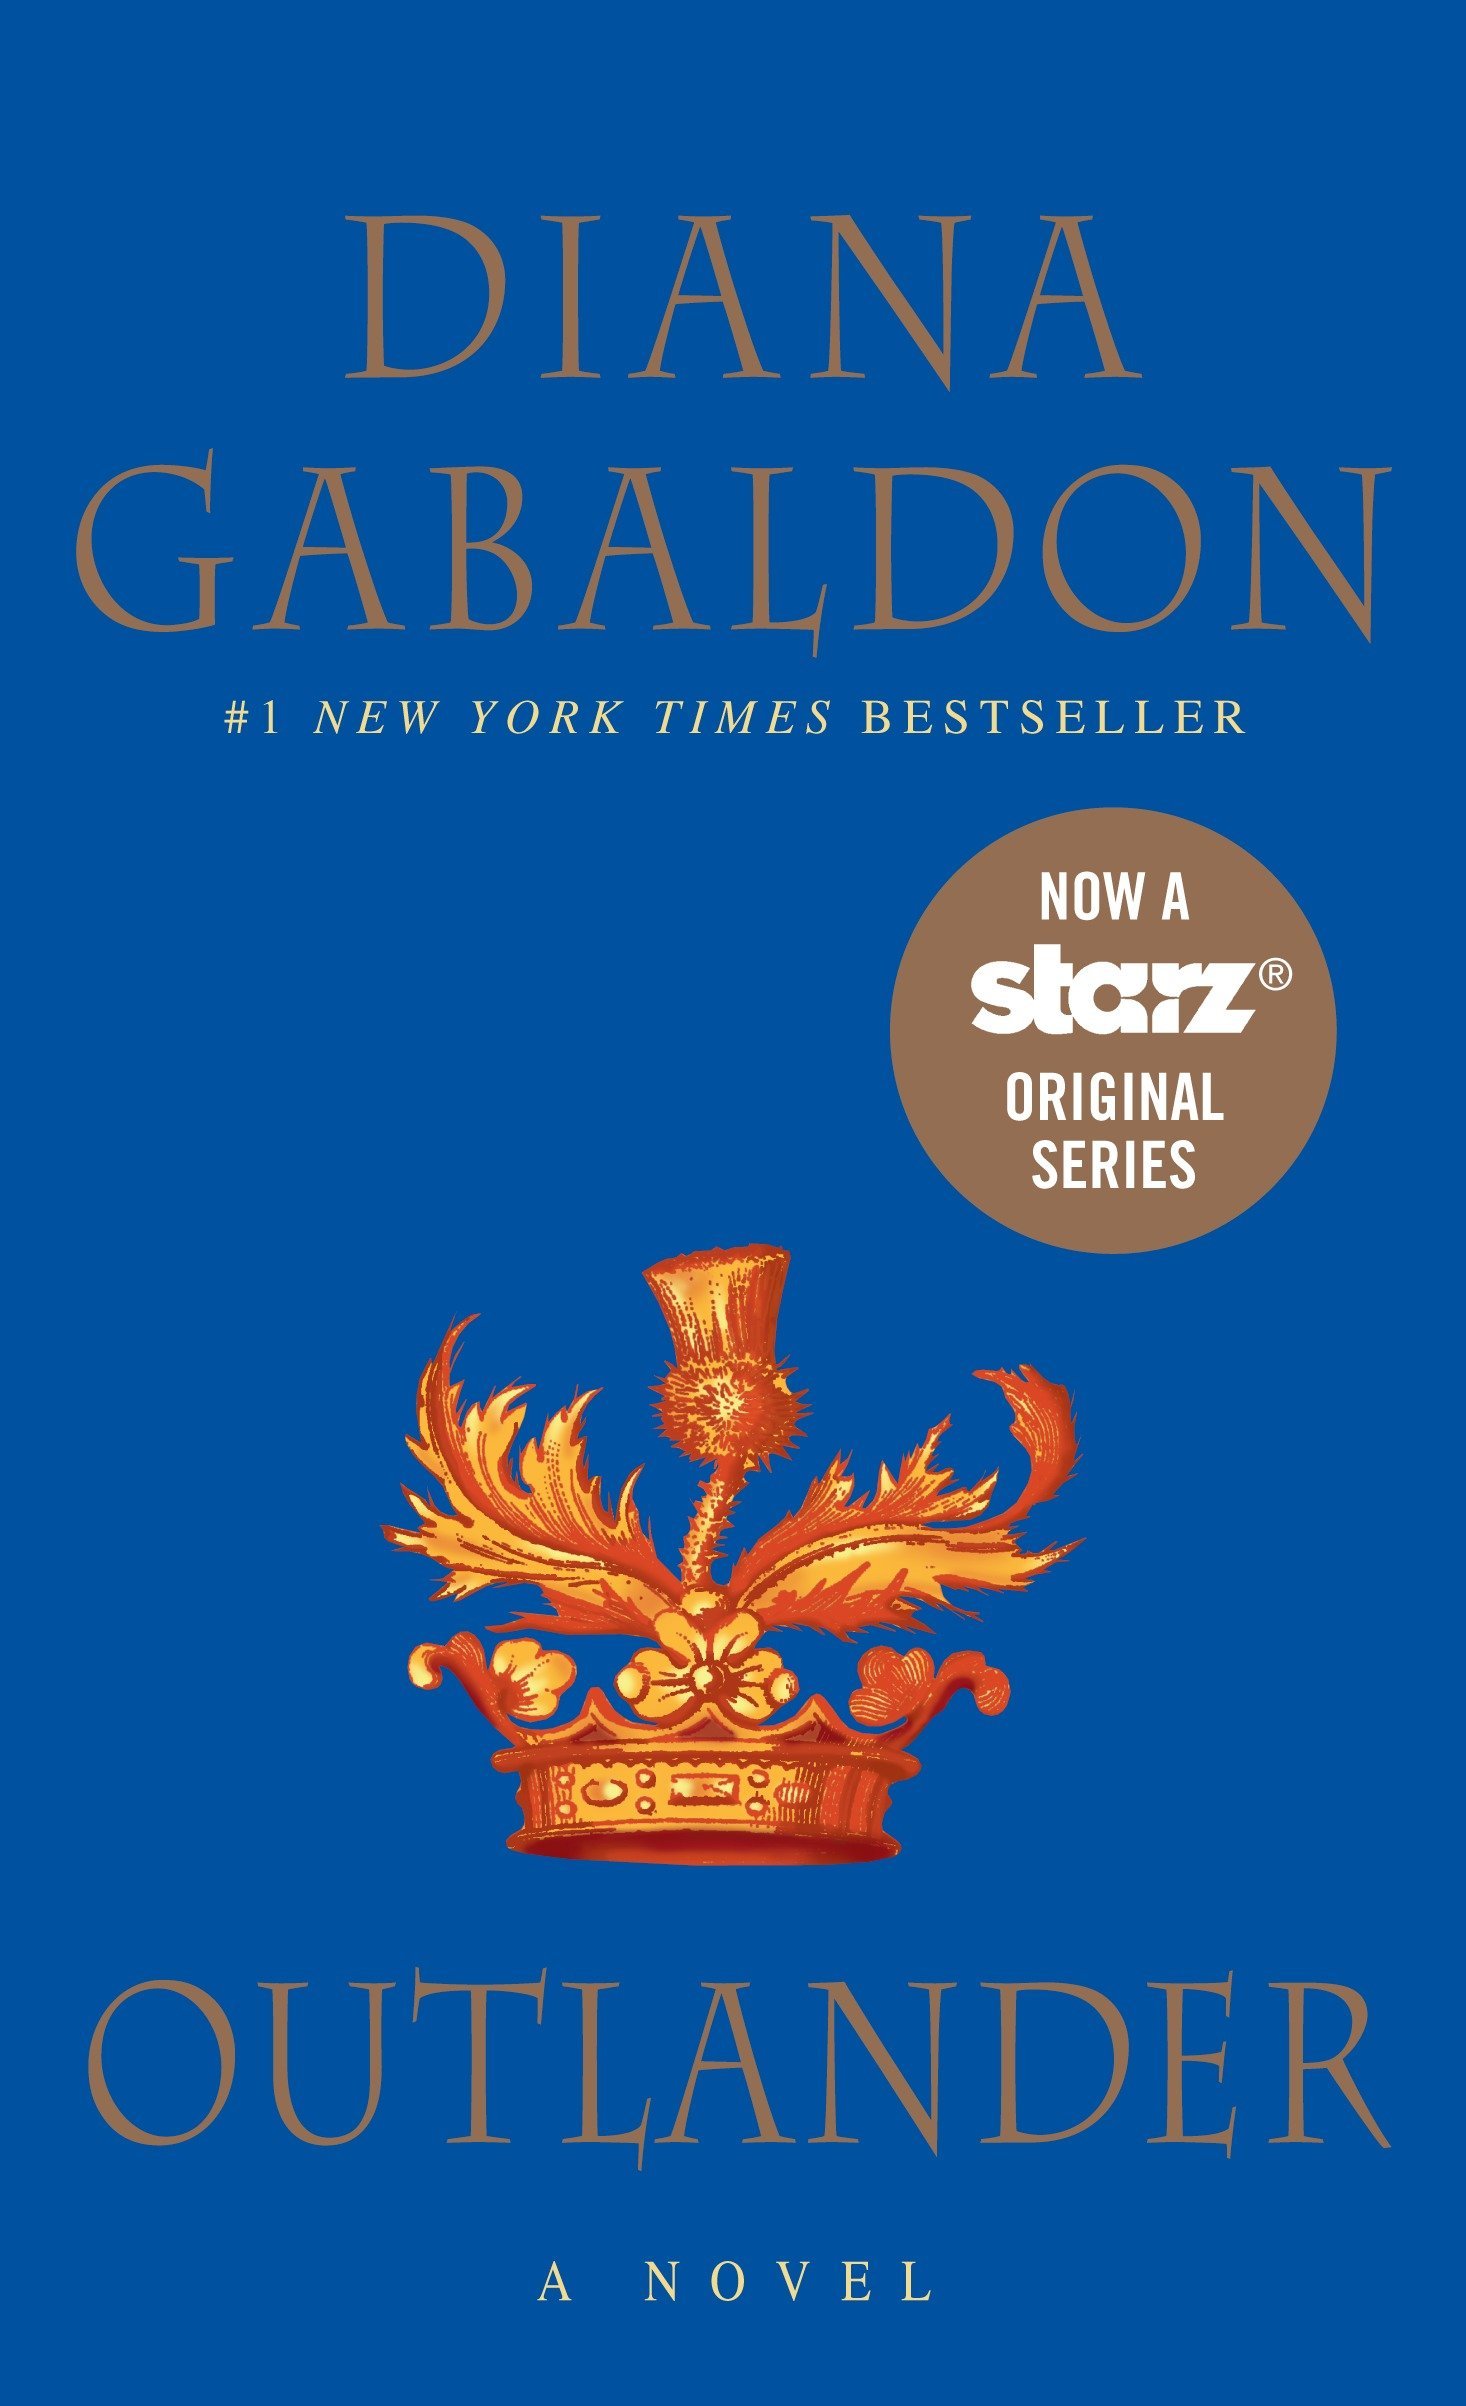 DIANA
GABALDON
#1 NEW YORK TIMES BESTSELLER
NOW A
starz®
ORIGINAL
SERIES
OUTLANDER
A NOVEL